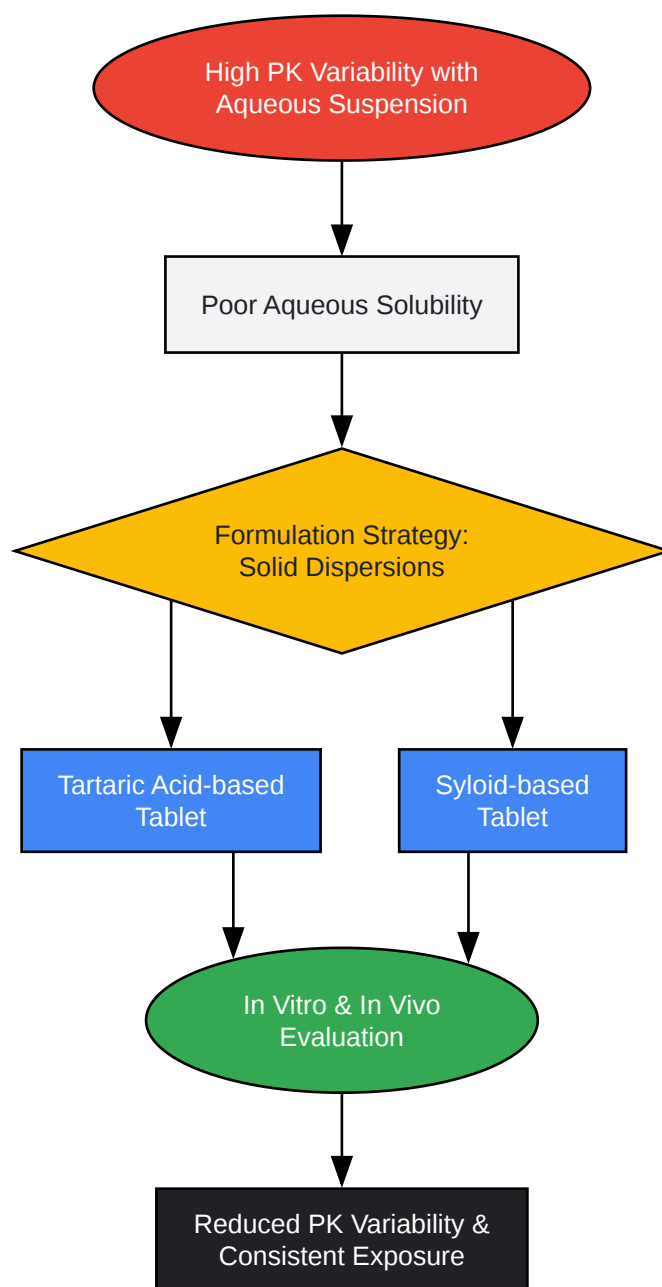 High PK Variability with
Aqueous Suspension
Poor Aqueous Solubility
Formulation Strategy:
Solid Dispersions
Tartaric Acid-based
Tablet
Syloid-based
Tablet
In Vitro & In Vivo
Evaluation
Reduced PK Variability &
Consistent Exposure